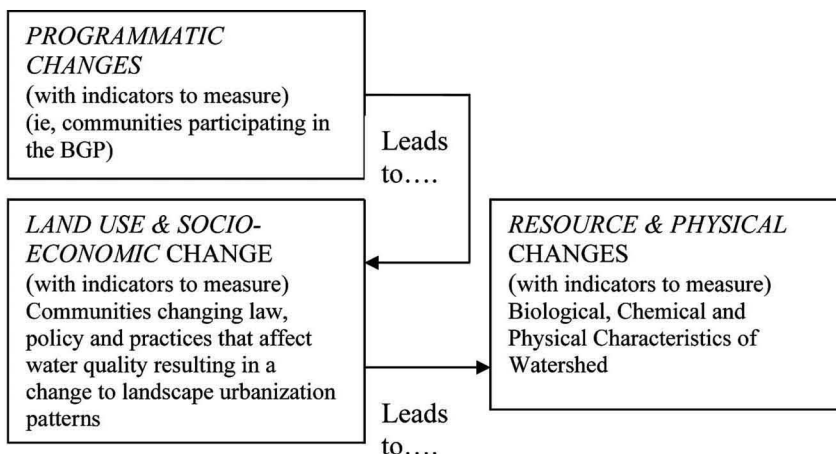 PROGRAMMATIC
CHANGES
(with indicators to measure)
(ie, communities participating in
the BGP)
Leads
to….
LAND USE & SOCIO-
ECONOMIC CHANGE
(with indicators to measure)
Communities changing law,
policy and practices that affect
water quality resulting in a
change to landscape urbanization
patterns
Leads
to….
RESOURCE & PHYSICAL
CHANGES
(with indicators to measure)
Biological, Chemical and
Physical Characteristics of
Watershed